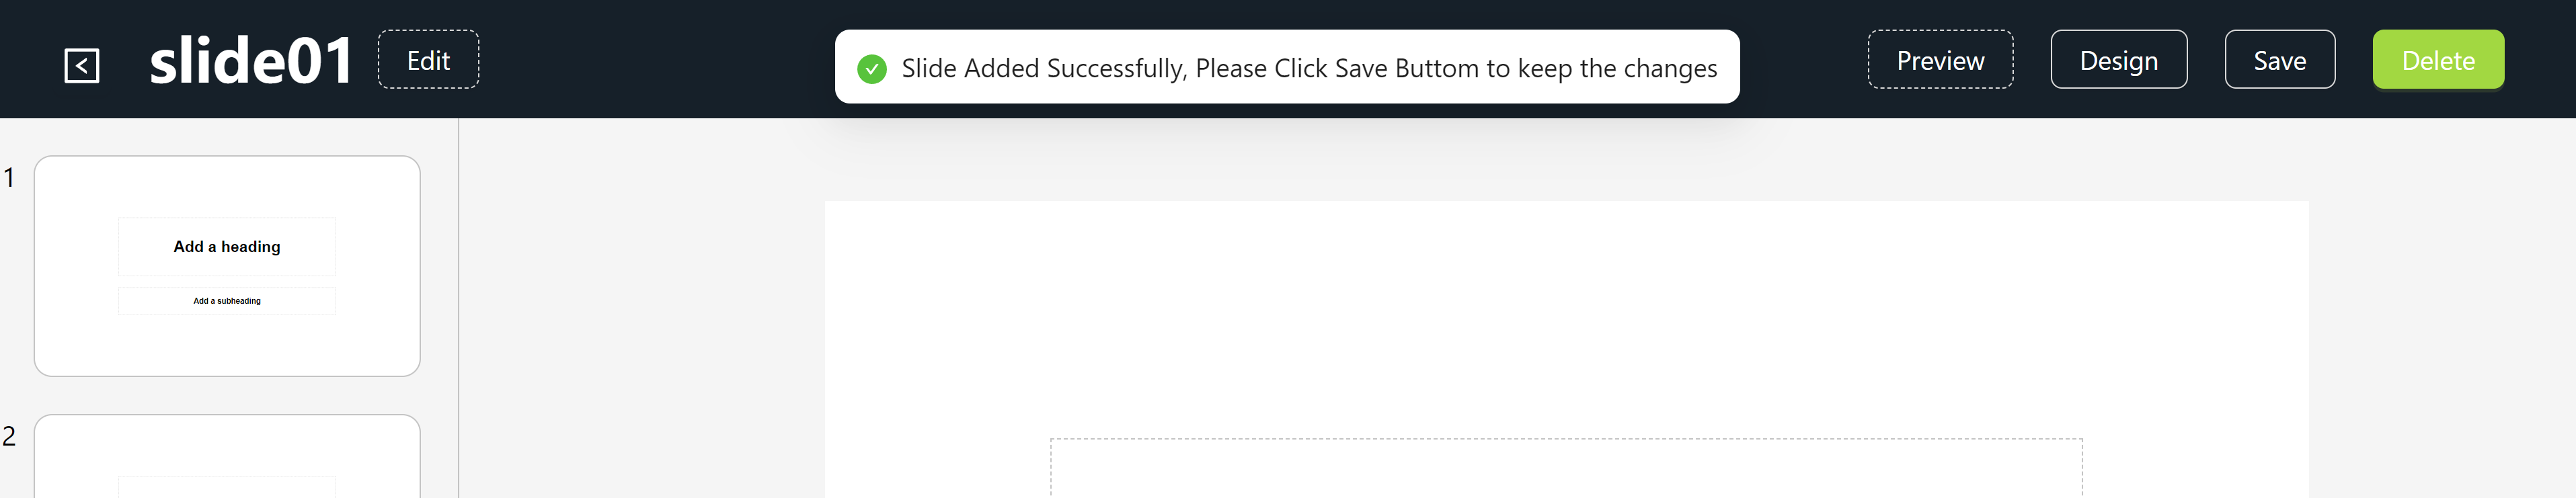 slide01
Edit
Slide Added Successfully, Please Click Save Buttom to keep the changes
Preview
Design
Save
Delete
1
Add a heading
Add a subheading
2